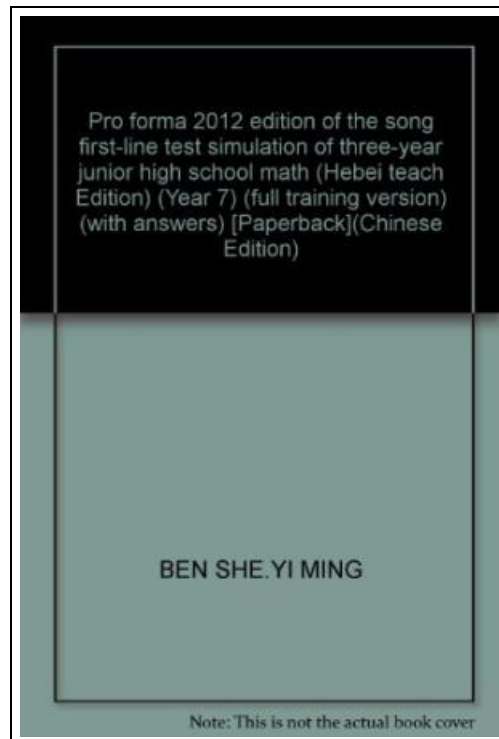 Pro forma 2012 edition of the song
first-line test simulation of three-year
junior high school math (Hebei teach
Edition) (Year 7) (full training version)
(with answers) [Paperback](Chinese
Edition)
BEN SHE.YI MING
Note: This is not the actual book cover